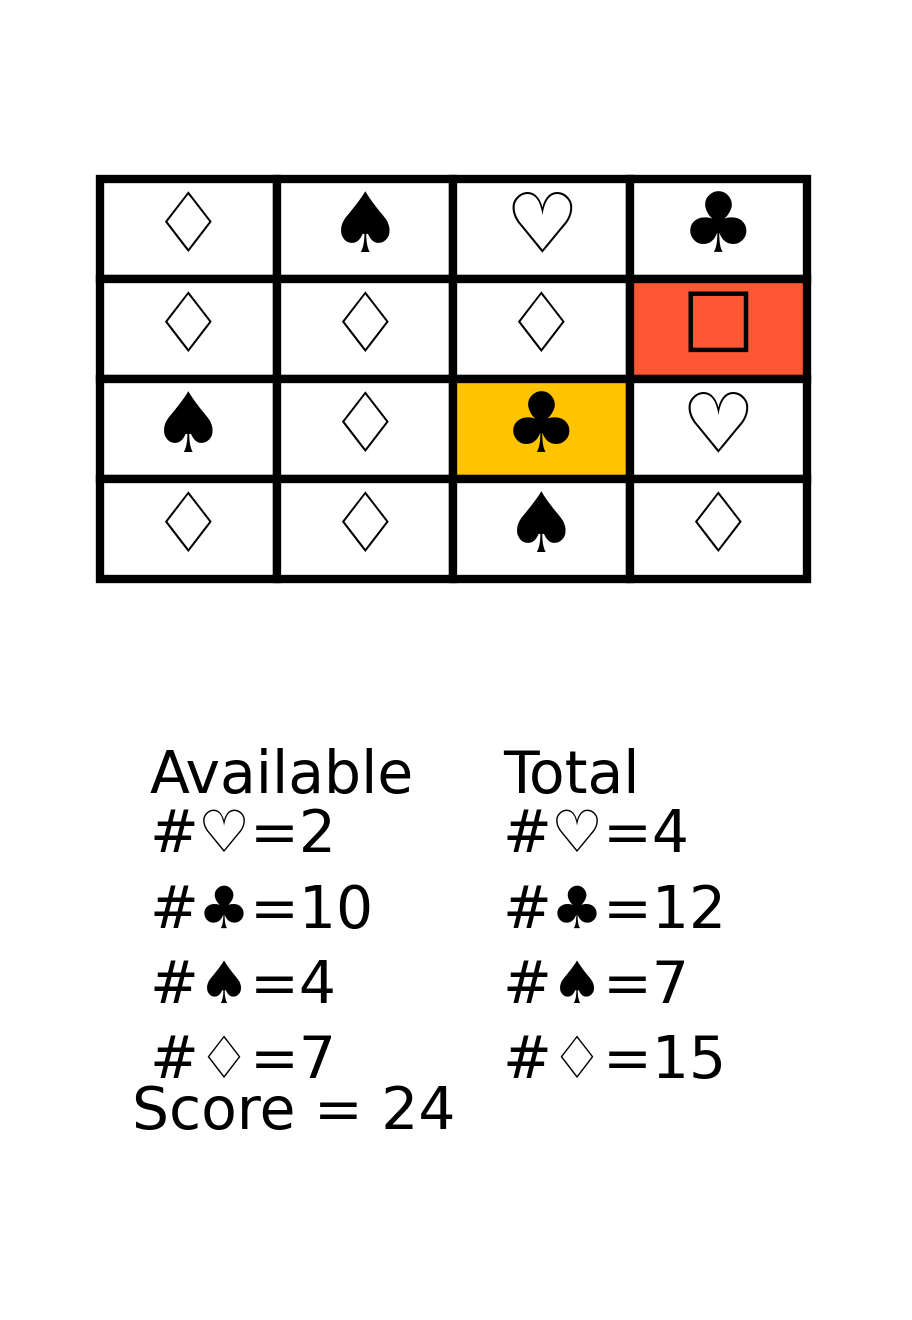 ♢ ♠ ♡ ♣
♢ ♢ ♢ □
♠ ♢ ♣ ♡
♢ ♢ ♠ ♢
Available Total
#♡=2 #♡=4
#♣=10 #♣=12
#♠=4 #♠=7
#♢=7 #♢=15
Score = 24